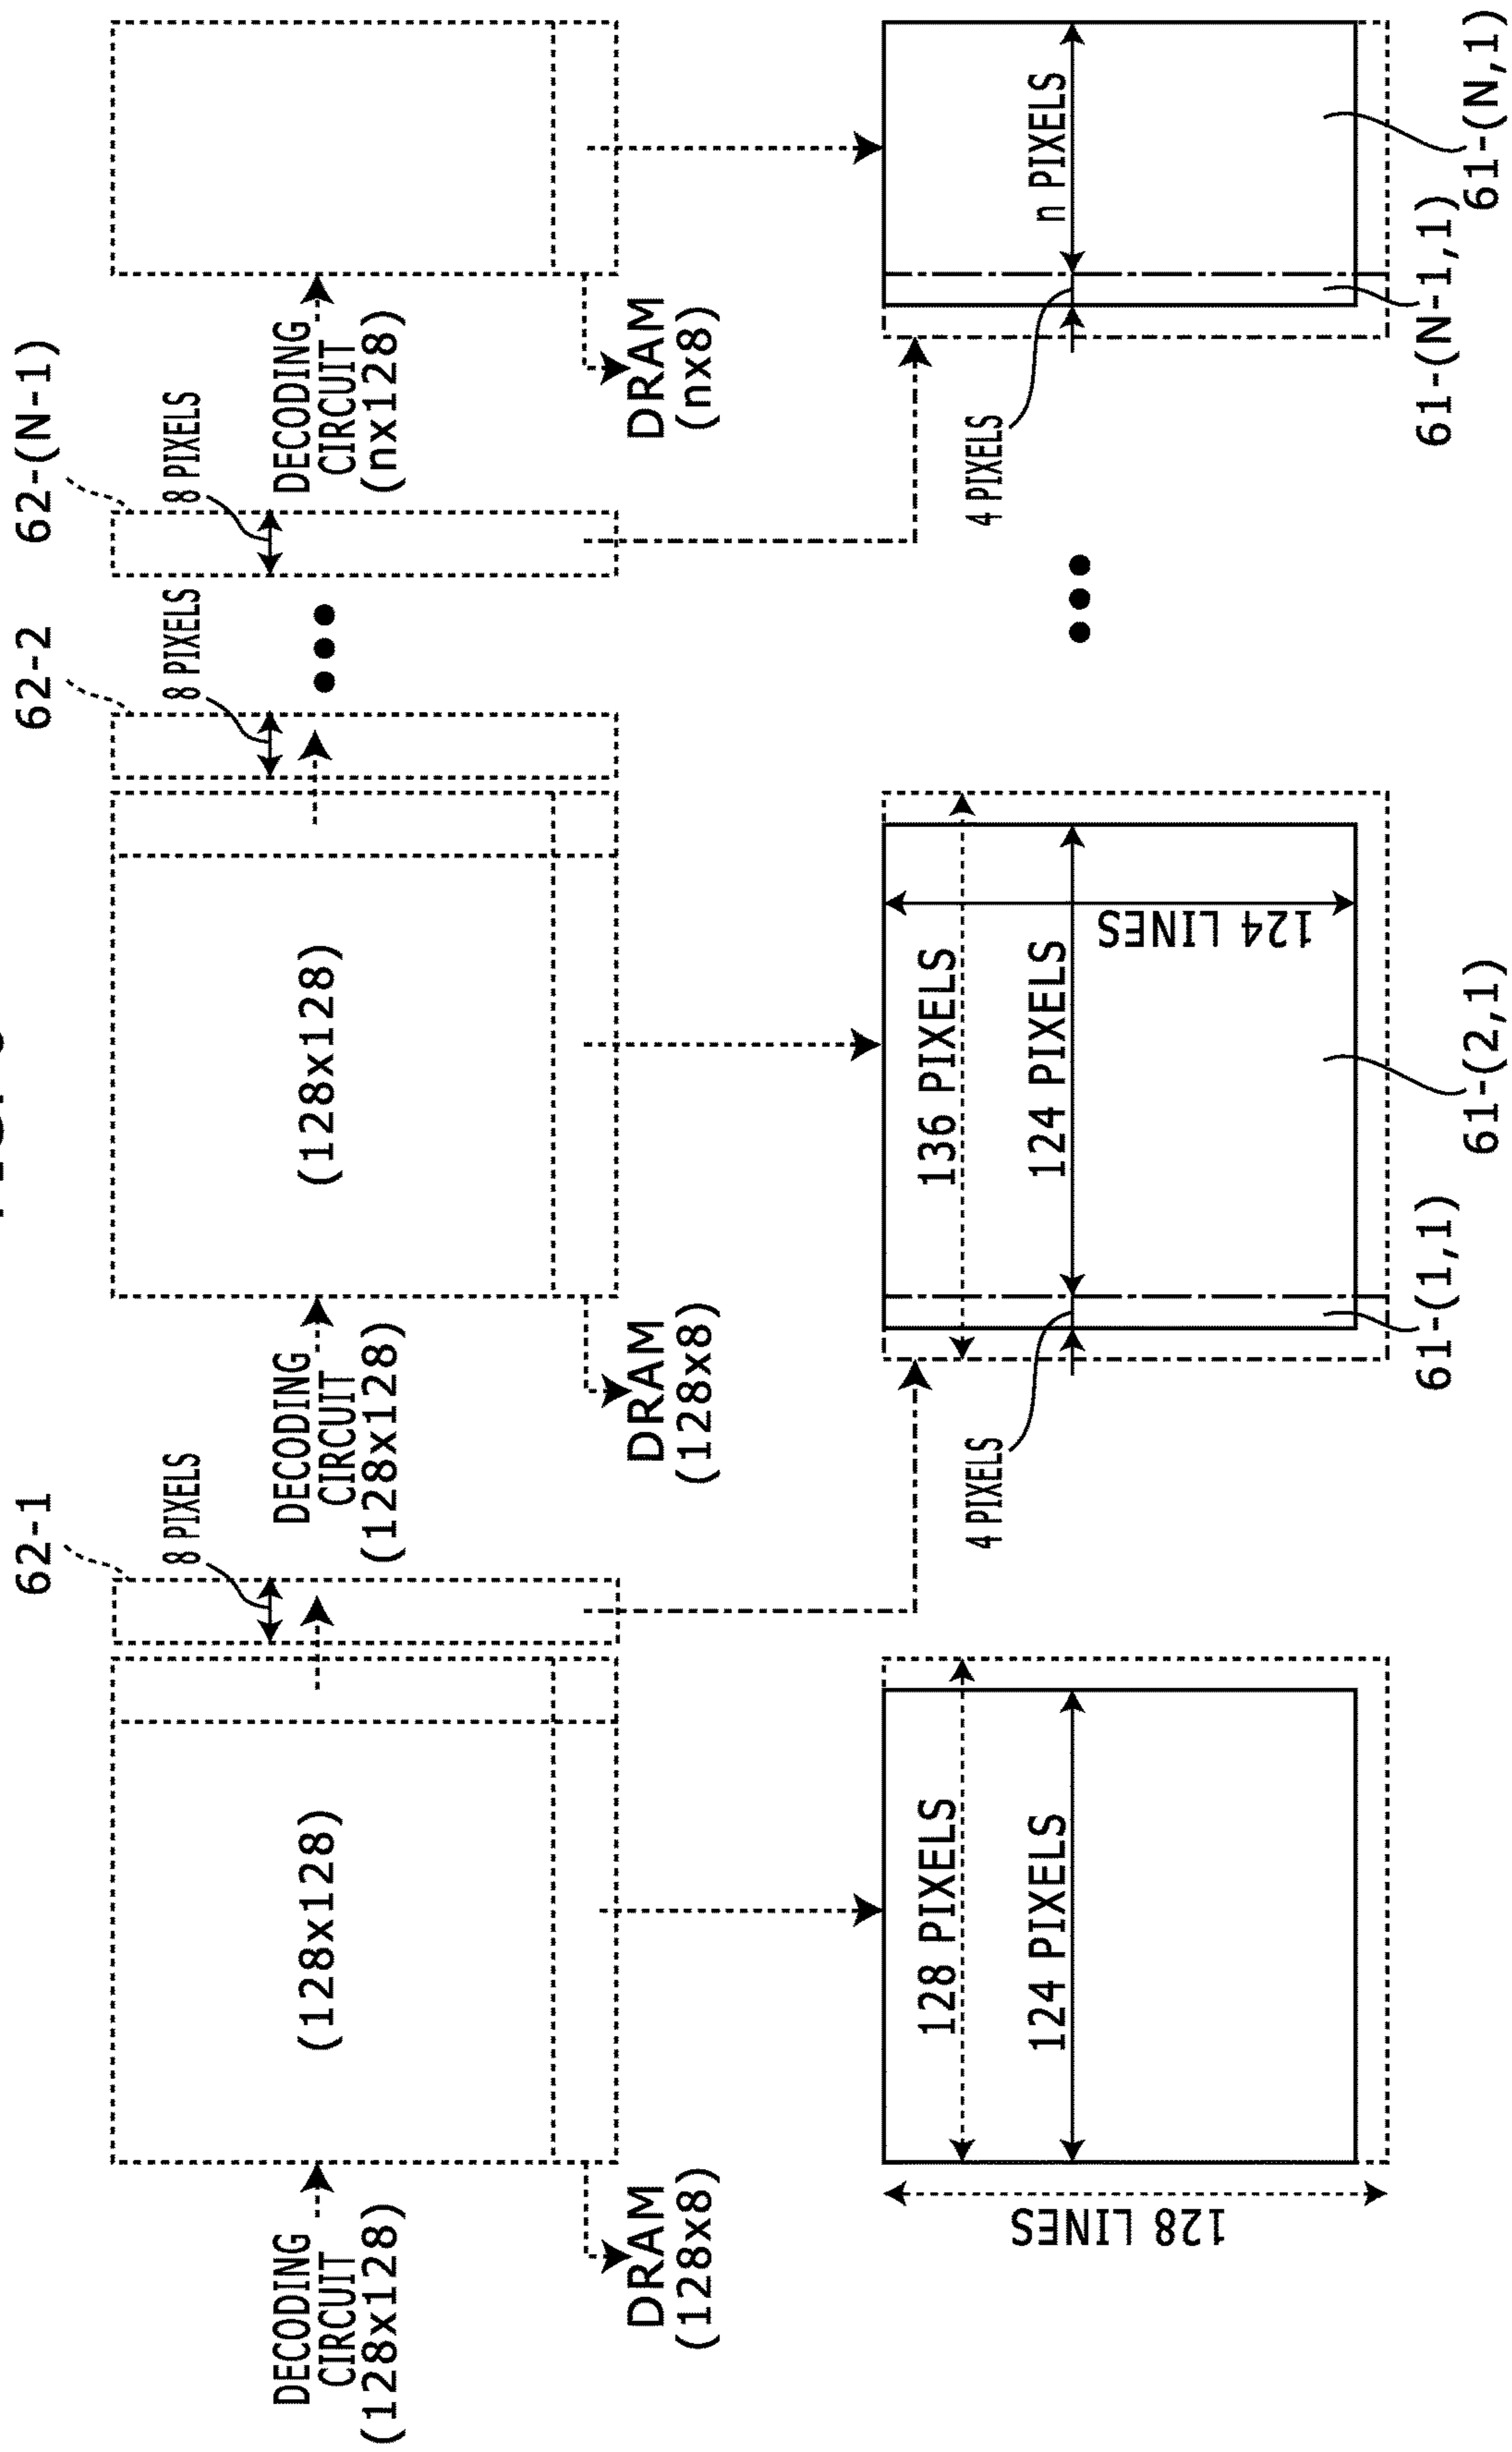 62-1
62-2
62-(N-1)
8 PIXELS
8 PIXELS
8 PIXELS
DECODING
CIRCUIT
(128x128)
(128x128)
DECODING
CIRCUIT
(128x128)
(128x128)
DECODING
CIRCUIT
(nx128)
DRAM
(128x8)
DRAM
(128x8)
DRAM
(nx8)
128 LINES
128 PIXELS
124 PIXELS
4 PIXELS
136 PIXELS
124 PIXELS
124 LINES
4 PIXELS
n PIXELS
61-(1,1)
61-(2,1)
61-(N-1,1)
61-(N,1)